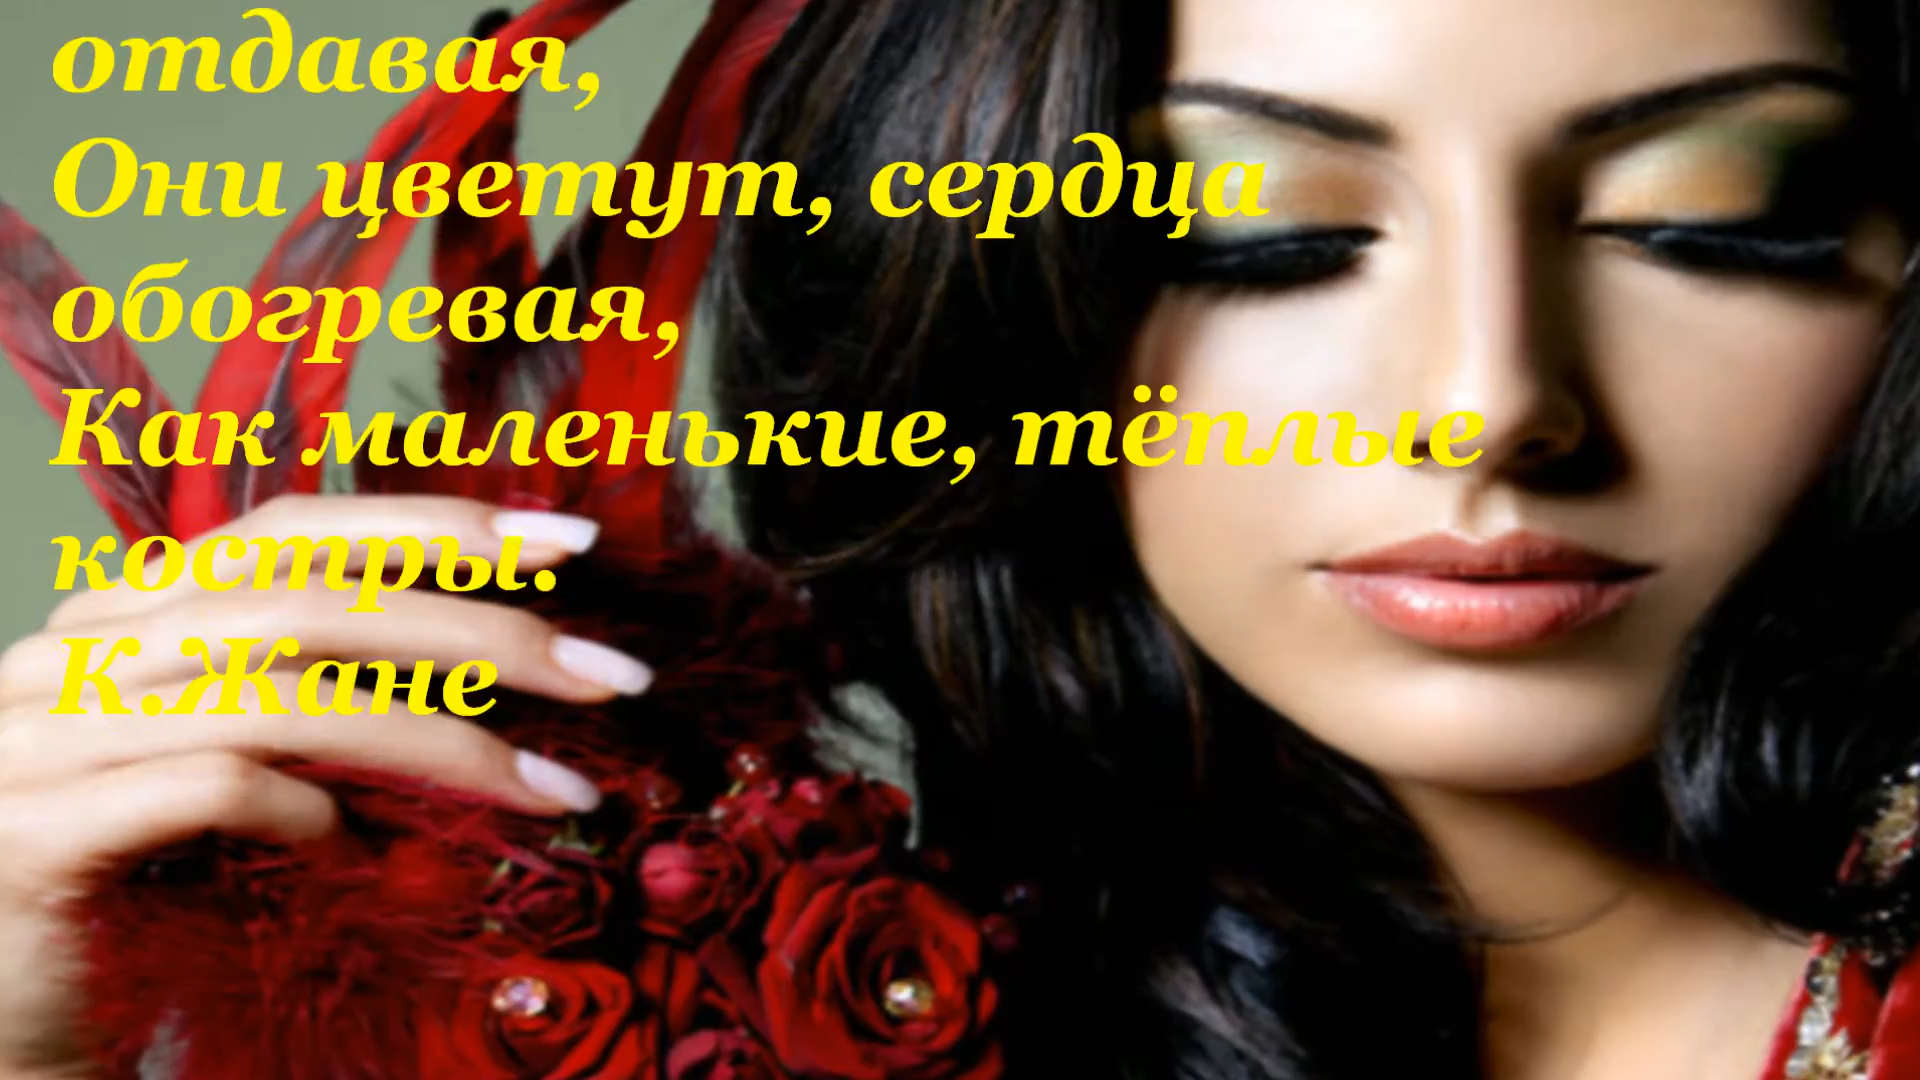 отдавая,
Они цветут, сердца
обогревая,
Как маленькие, тёплые
костры.
К.Жане